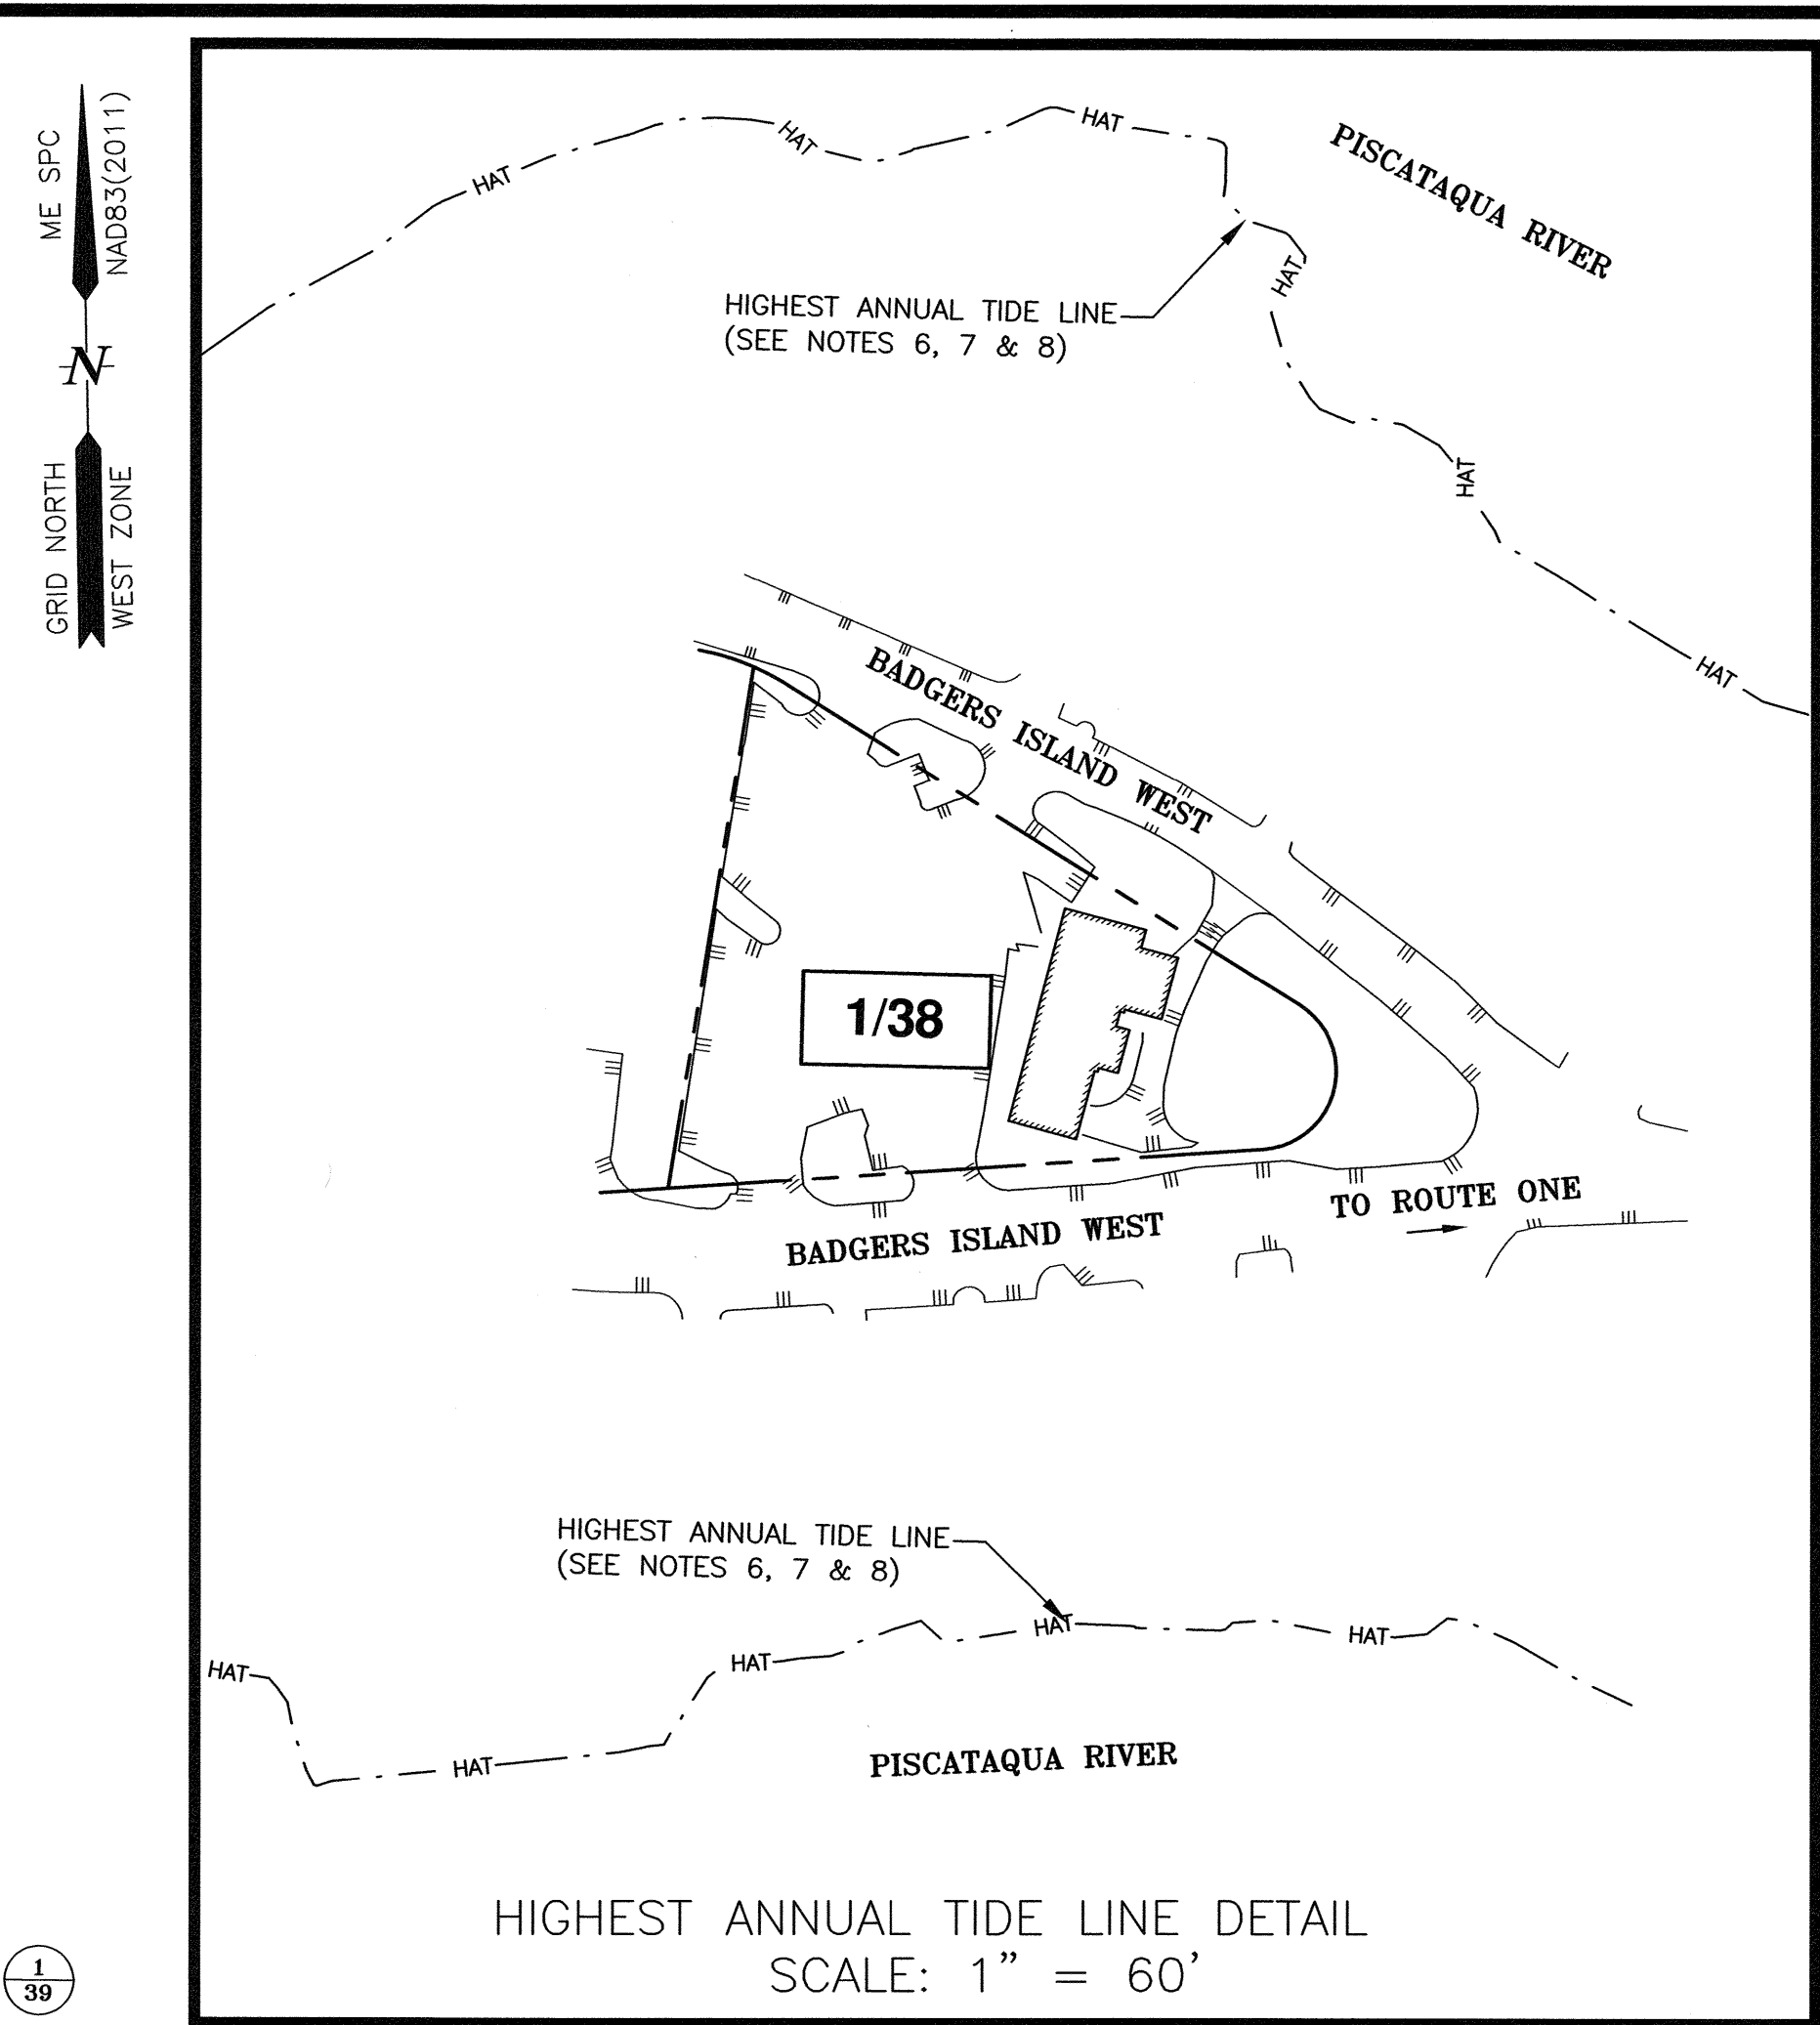 ME SPC
NAD83(2011)
N
GRID NORTH
WEST ZONE
HAT
HAT
HAT
PISCATAQUA RIVER
HAT
HIGHEST ANNUAL TIDE LINE
(SEE NOTES 6, 7 & 8)
HAT
HAT
BADGERS ISLAND WEST
1/38
TO ROUTE ONE
BADGERS ISLAND WEST
HIGHEST ANNUAL TIDE LINE
(SEE NOTES 6, 7 & 8)
HAT
HAT
HAT
HAT
HAT
PISCATAQUA RIVER
HIGHEST ANNUAL TIDE LINE DETAIL
SCALE: 1" = 60'
1
39